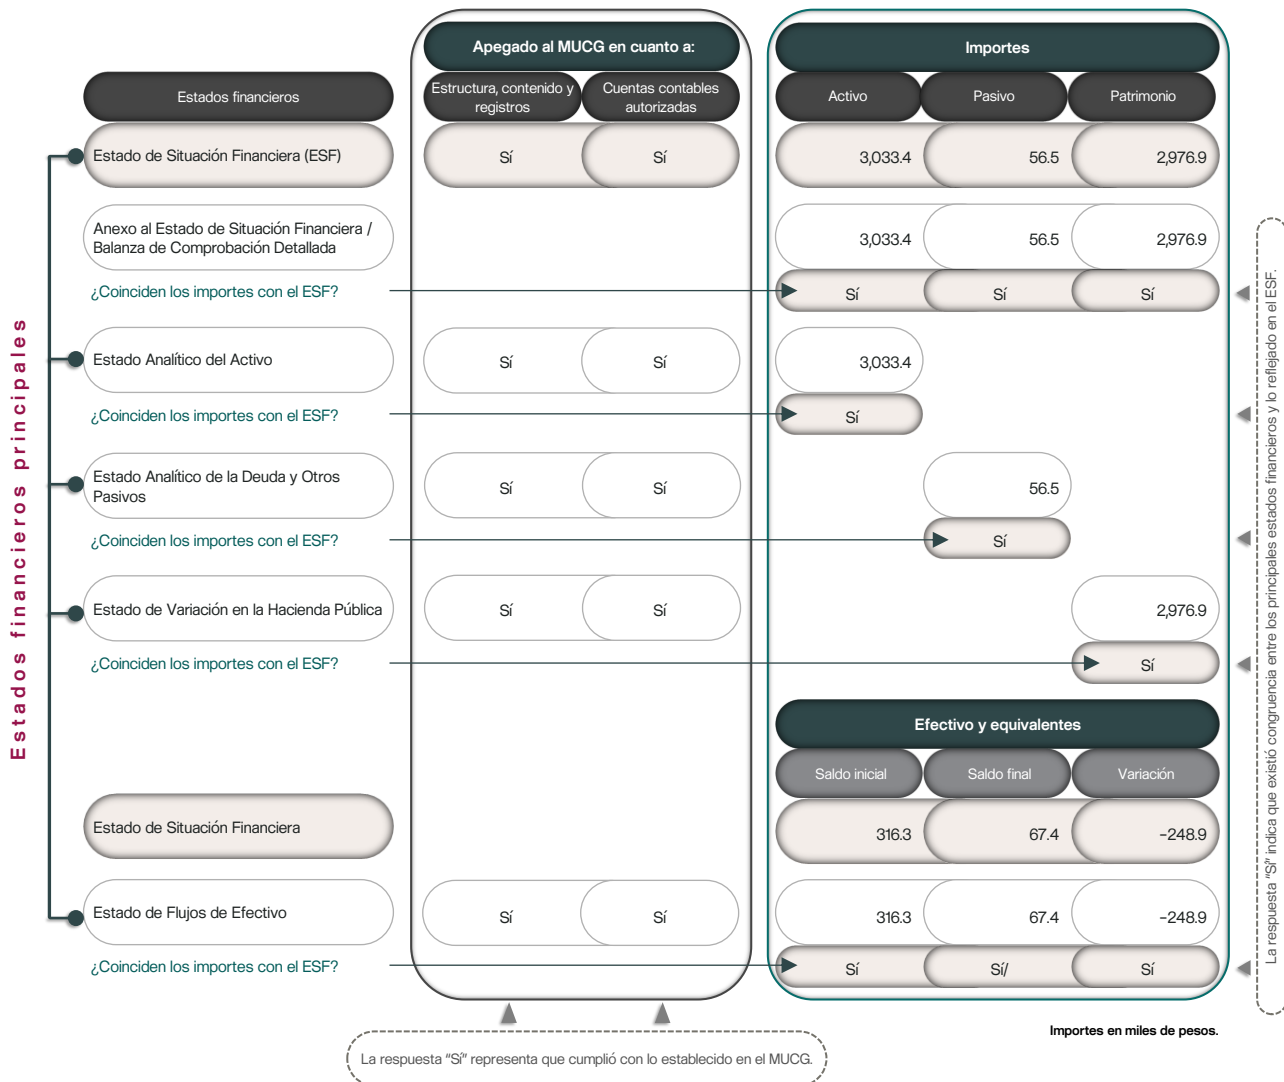 Apegado al MUCG en cuanto a:
Importes
Estados financieros
Estructura, contenido y
registros
Cuentas contables
autorizadas
Activo
Pasivo
Patrimonio
Estado de Situación Financiera (ESF)
Sí
Sí
3,033.4
56.5
2,976.9
Anexo al Estado de Situación Financiera /
Balanza de Comprobación Detallada
3,033.4
56.5
2,976.9
¿Coinciden los importes con el ESF?
Sí
Sí
Sí
Estado Analítico del Activo
Sí
Sí
3,033.4
¿Coinciden los importes con el ESF?
Sí
Estado Analítico de la Deuda y Otros
Pasivos
Sí
Sí
56.5
¿Coinciden los importes con el ESF?
Sí
Estado de Variación en la Hacienda Pública
Sí
Sí
2,976.9
¿Coinciden los importes con el ESF?
Sí
Efectivo y equivalentes
Saldo inicial
Saldo final
Variación
Estado de Situación Financiera
316.3
67.4
-248.9
Estado de Flujos de Efectivo
Sí
Sí
316.3
67.4
-248.9
¿Coinciden los importes con el ESF?
Sí
Sí/
Sí
Estados financieros principales
La respuesta "Sí" indica que existió congruencia entre los principales estados financieros y lo reflejado en el ESF.
Importes en miles de pesos.
La respuesta "Sí" representa que cumplió con lo establecido en el MUCG.